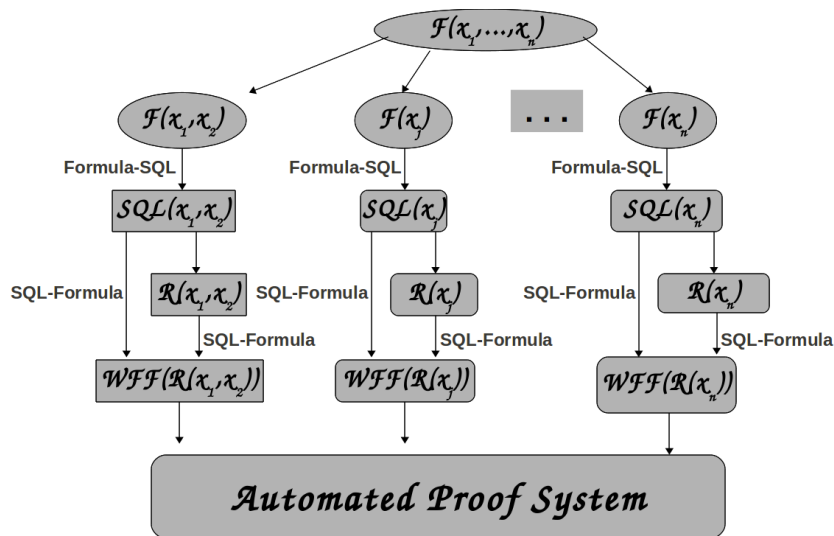 F(x₁,...,xₙ)
F(x₁,x₂)
F(xⱼ)
...
F(xₙ)
Formula-SQL
Formula-SQL
Formula-SQL
SQL(x₁,x₂)
SQL(xⱼ)
SQL(xₙ)
SQL-Formula
R(x₁,x₂)
SQL-Formula
R(xⱼ)
SQL-Formula
R(xₙ)
SQL-Formula
SQL-Formula
SQL-Formula
WFF(R(x₁,x₂))
WFF(R(xⱼ))
WFF(R(xₙ))
Automated Proof System